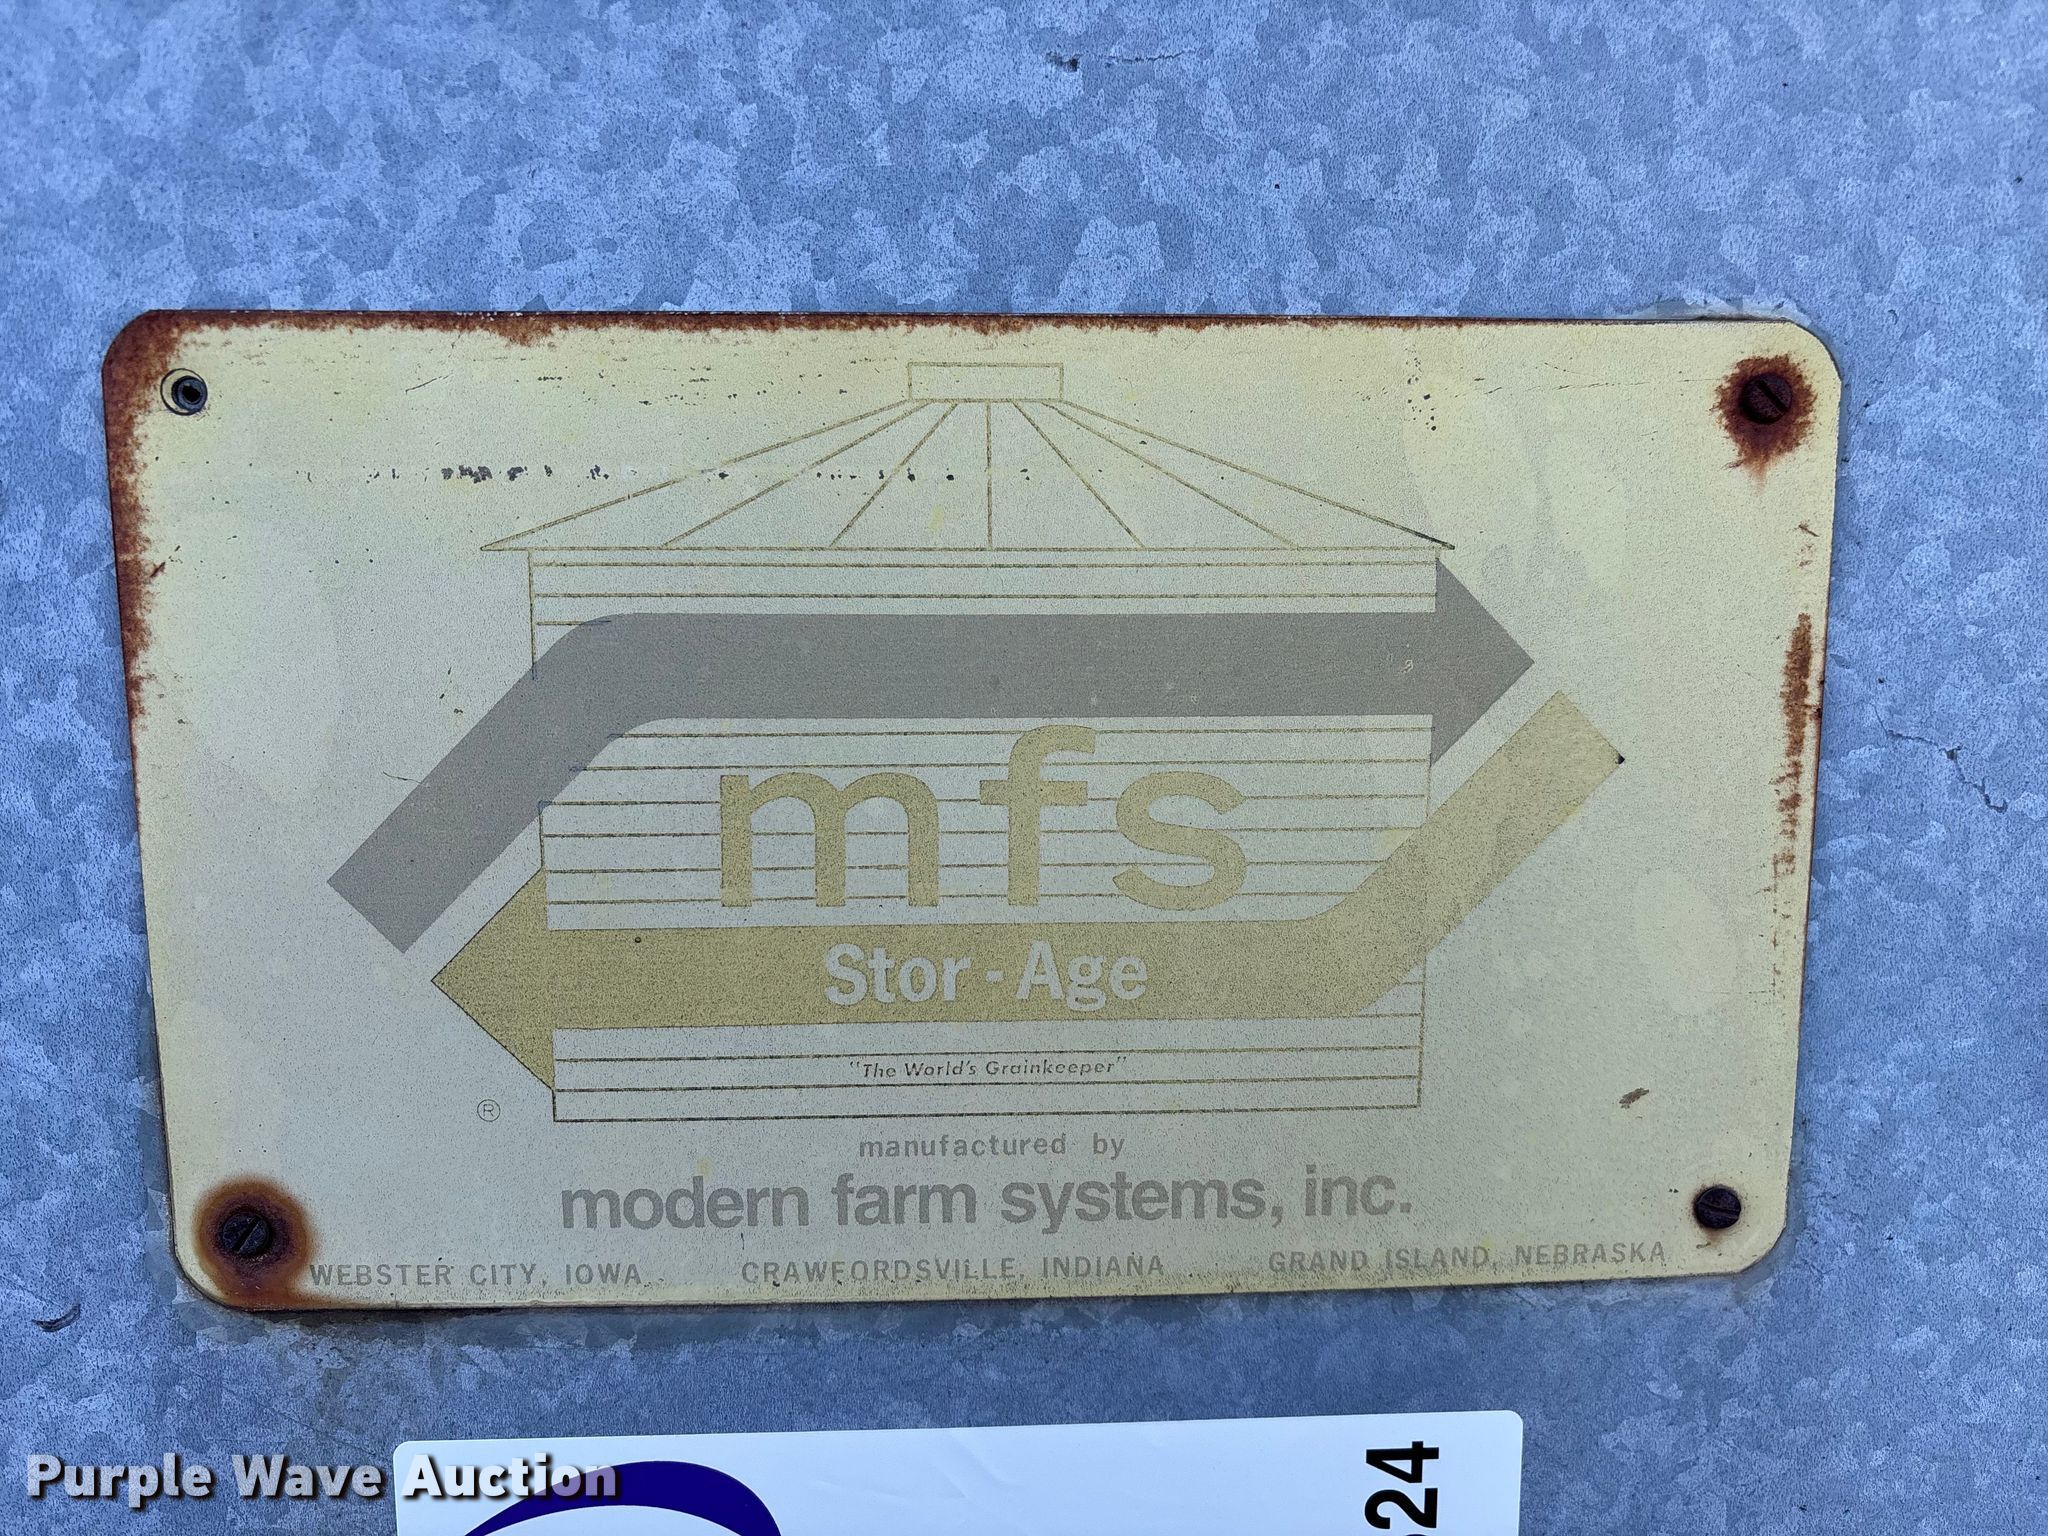 mfs
Stor-Age
"The World's Grainkeeper"
®
manufactured by
modern farm systems, inc.
WEBSTER CITY, IOWA CRAWFORDSVILLE, INDIANA GRAND ISLAND, NEBRASKA
Purple Wave Auction
24